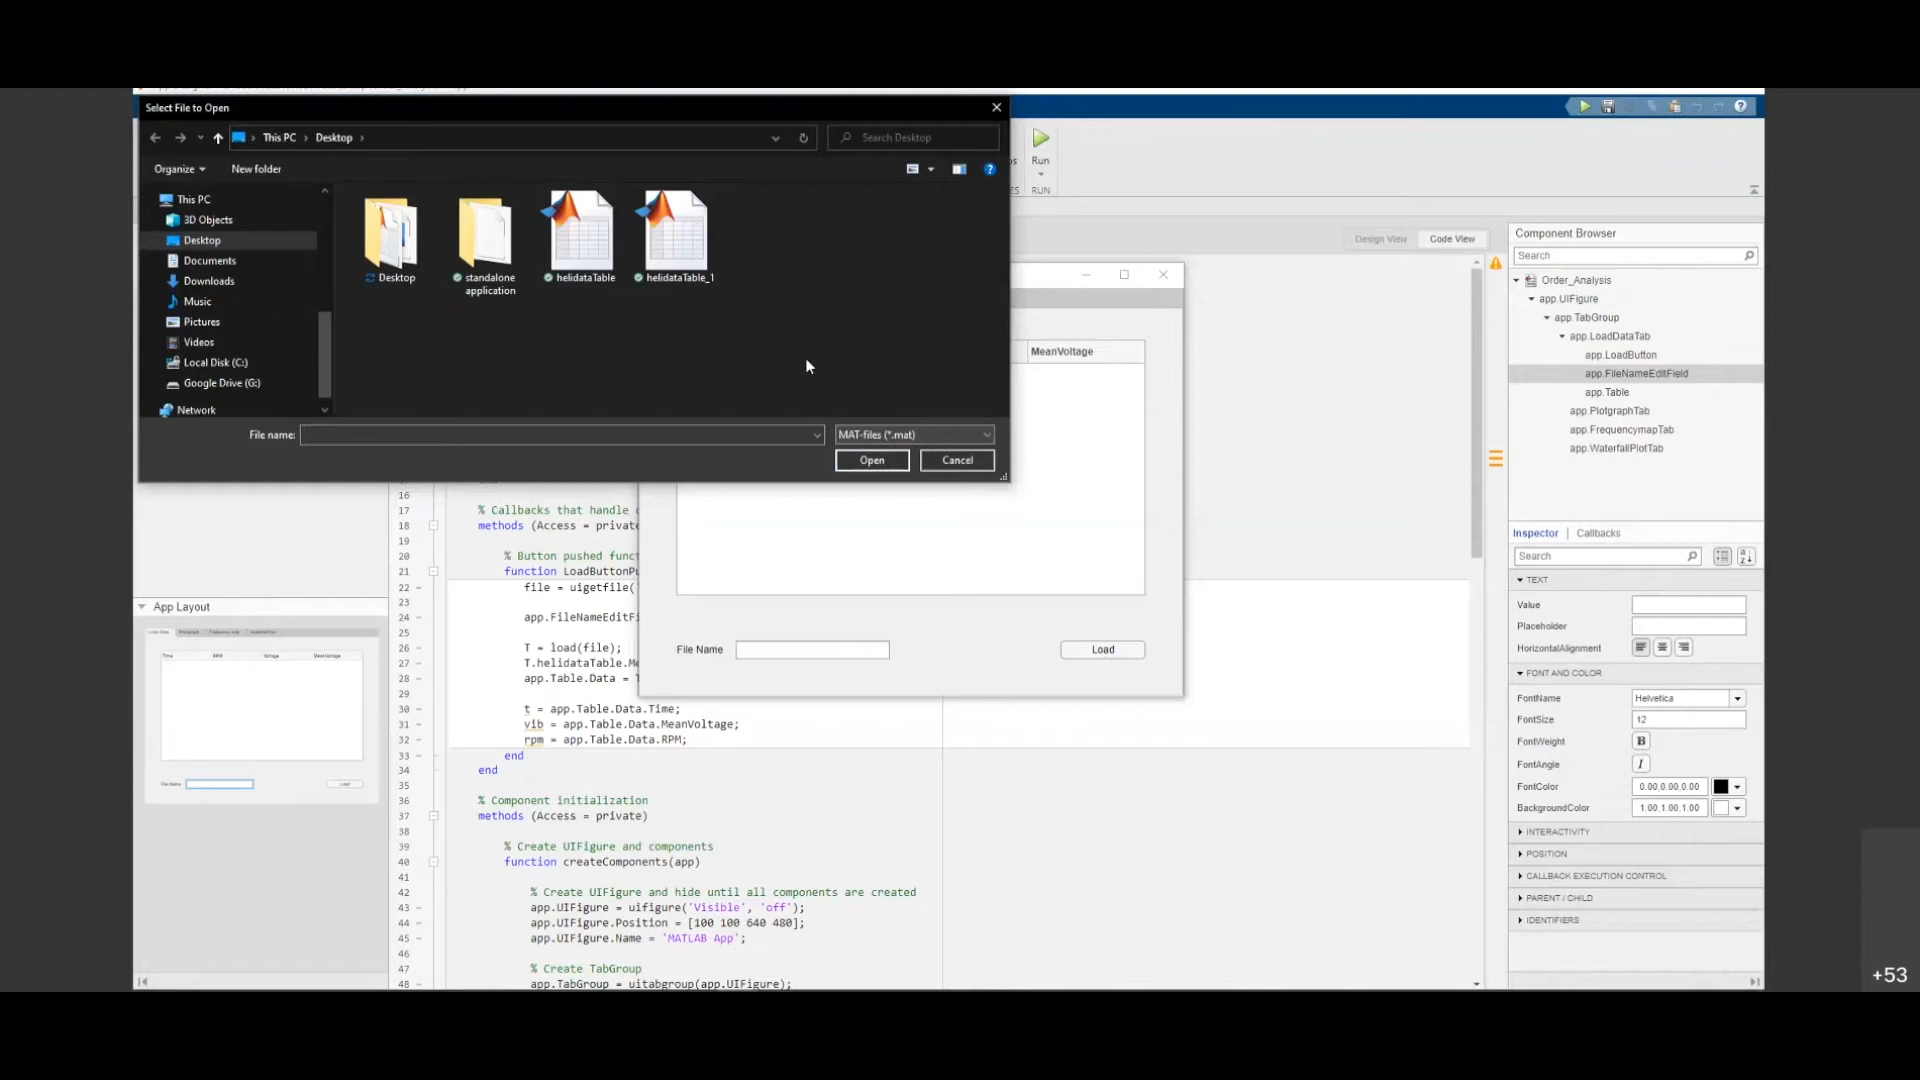 Select File to Open
This PC
Desktop
Search Desktop
Organize
New folder
This PC
3D Objects
Desktop
Documents
Downloads
Music
Pictures
Videos
Local Disk (C:)
Google Drive (G:)
Network
Desktop
standalone
application
helidataTable
helidataTable_1
File name:
MAT-files (*.mat)
Open
Cancel
Run
RUN
Design View
Code View
MeanVoltage
File Name
Load
App Layout
16
17 % Callbacks that handle
18 methods (Access = private
19
20 % Button pushed func
21 function LoadButtonPu
22 file = uigetfile(
23
24 app.FileNameEditFi
25
26 T = load(file);
27 T.helidataTable.Me
28 app.Table.Data =
29
30 t = app.Table.Data.Time;
31 vib = app.Table.Data.MeanVoltage;
32 rpm = app.Table.Data.RPM;
33 end
34 end
35
36 % Component initialization
37 methods (Access = private)
38
39 % Create UIFigure and components
40 function createComponents(app)
41
42 % Create UIFigure and hide until all components are created
43 app.UIFigure = uifigure('Visible', 'off');
44 app.UIFigure.Position = [100 100 640 480];
45 app.UIFigure.Name = 'MATLAB App';
46
47 % Create TabGroup
48 app.TabGroup = uitabgroup(app.UIFigure);
Component Browser
Search
Order_Analysis
app.UIFigure
app.TabGroup
app.LoadDataTab
app.LoadButton
app.FileNameEditField
app.Table
app.PlotgraphTab
app.FrequencymapTab
app.WaterfallPlotTab
Inspector
Callbacks
Search
TEXT
Value
Placeholder
HorizontalAlignment
FONT AND COLOR
FontName
Helvetica
FontSize
12
FontWeight
B
FontAngle
I
FontColor
0.00,0.00,0.00
BackgroundColor
1.00,1.00,1.00
INTERACTIVITY
POSITION
CALLBACK EXECUTION CONTROL
PARENT / CHILD
IDENTIFIERS
+53